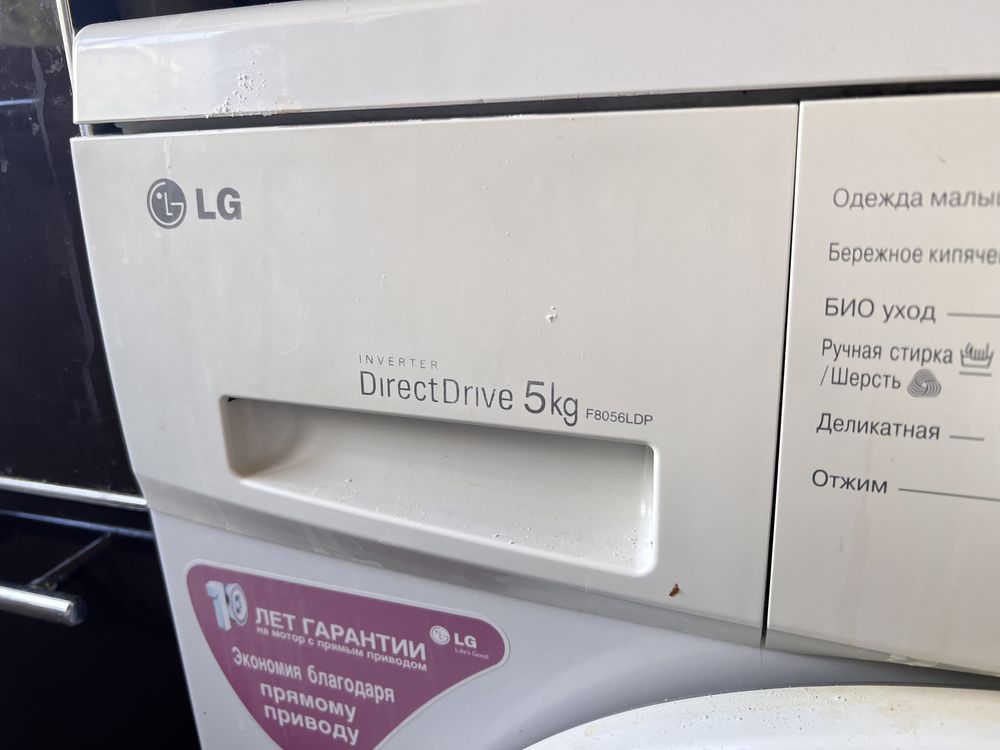 LG
INVERTER
DirectDrive 5kg F8056LDP
Одежда малы
Бережное кипяче
БИО уход
Ручная стирка
/Шерсть
Деликатная
Отжим
10 ЛЕТ ГАРАНТИИ
на мотор с прямым приводом
LG
Life's Good
Экономия благодаря
прямому
приводу